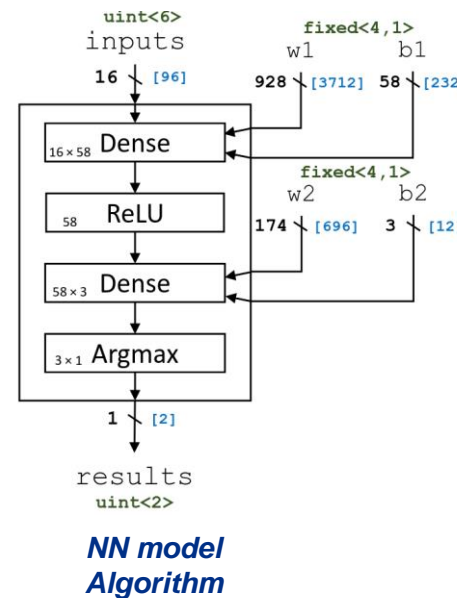 uint<6>
inputs
16 [96]
fixed<4,1>
w1 b1
928 [3712] 58 [232
16 × 58 Dense
58 ReLU
fixed<4,1>
w2 b2
174 [696] 3 [12]
58 × 3 Dense
3 × 1 Argmax
1 [2]
results
uint<2>
NN model
Algorithm